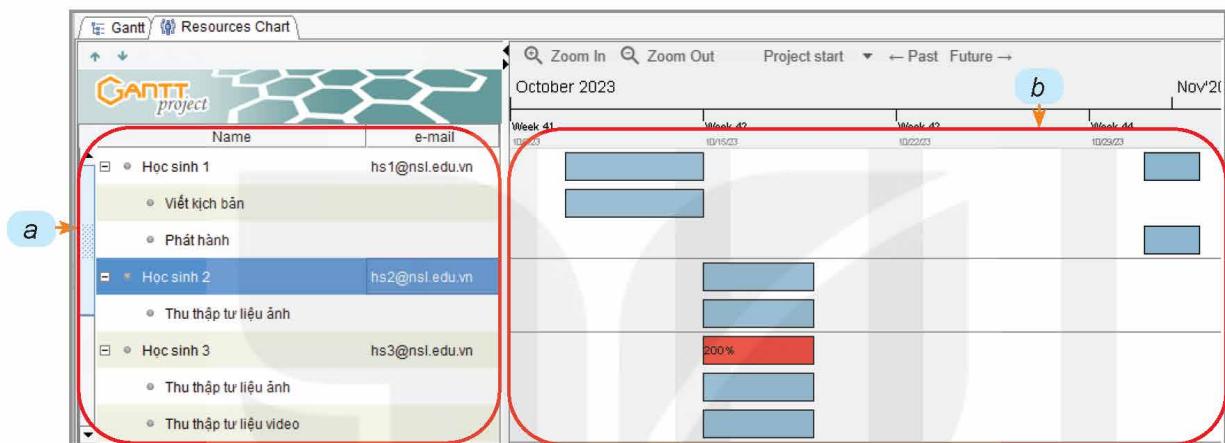 Gantt Resources Chart
Zoom In Zoom Out Project start ← Past Future →
GANTT
project
October 2023 b Nov'20
Week 41 Week 42 Week 43 Week 44
10/15/23 10/22/23 10/29/23
Name e-mail
Học sinh 1 hs1@nsl.edu.vn
Viết kịch bản
a
Phát hành
Học sinh 2 hs2@nsl.edu.vn
Thu thập tư liệu ảnh
Học sinh 3 hs3@nsl.edu.vn 200%
Thu thập tư liệu ảnh
Thu thập tư liệu video